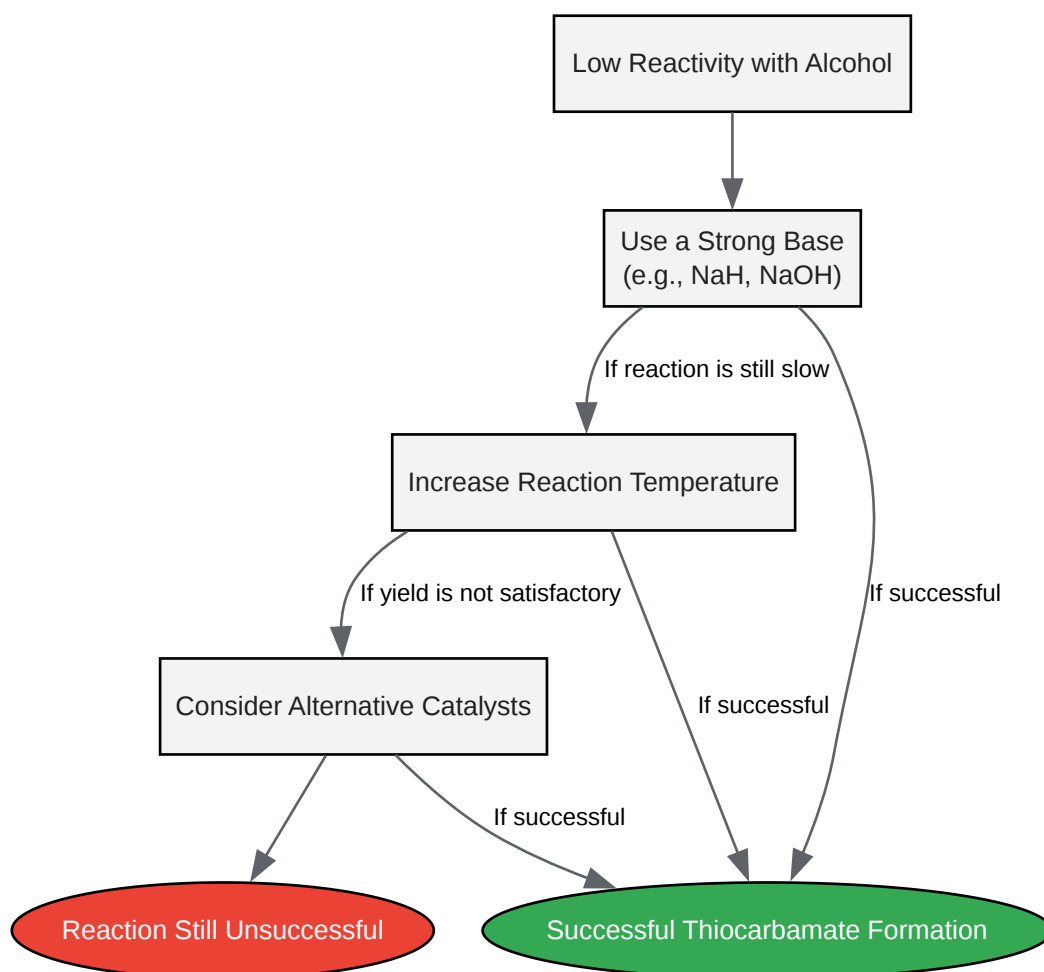 Low Reactivity with Alcohol
Use a Strong Base
(e.g., NaH, NaOH)
If reaction is still slow
Increase Reaction Temperature
If yield is not satisfactory
If successful
Consider Alternative Catalysts
If successful
If successful
Reaction Still Unsuccessful
Successful Thiocarbamate Formation